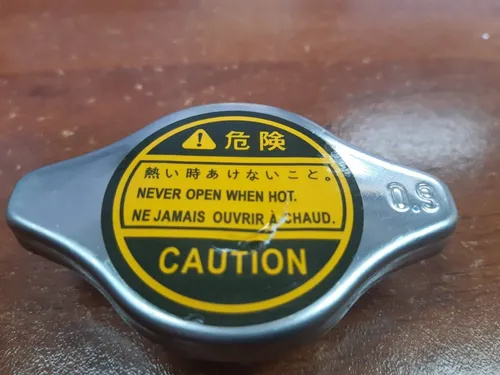 危険
熱い時あけないこと。
NEVER OPEN WHEN HOT.
NE JAMAIS OUVRIR À CHAUD.
CAUTION
0.9